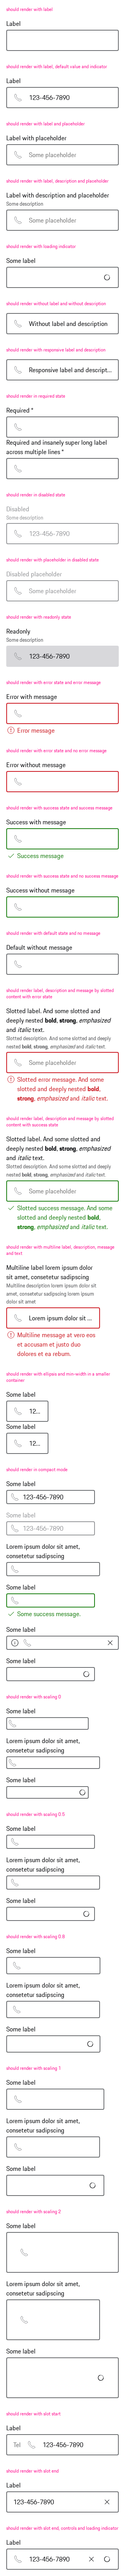 should render with label
Label
should render with label, default value and indicator
Label
123-456-7890
should render with label and placeholder
Label with placeholder
Some placeholder
should render with label, description and placeholder
Label with description and placeholder
Some description
Some placeholder
should render with loading indicator
Some label
should render without label and without description
Without label and description
should render with responsive label and description
Responsive label and descript…
should render in required state
Required *
Required and insanely super long label
across multiple lines *
should render in disabled state
Disabled
Some description
123-456-7890
should render with placeholder in disabled state
Disabled placeholder
Some placeholder
should render with readonly state
Readonly
Some description
123-456-7890
should render with error state and error message
Error with message
Error message
should render with error state and no error message
Error without message
should render with success state and success message
Success with message
Success message
should render with success state and no success message
Success without message
should render with default state and no message
Default without message
should render label, description and message by slotted
content with error state
Slotted label. And some slotted and
deeply nested bold, strong, emphasized
and italic text.
Slotted description. And some slotted and deeply
nested bold, strong, emphasized and italic text.
Some placeholder
Slotted error message. And some
slotted and deeply nested bold,
strong, emphasized and italic text.
should render label, description and message by slotted
content with success state
Slotted label. And some slotted and
deeply nested bold, strong, emphasized
and italic text.
Slotted description. And some slotted and deeply
nested bold, strong, emphasized and italic text.
Some placeholder
Slotted success message. And some
slotted and deeply nested bold,
strong, emphasized and italic text.
should render with multiline label, description, message
and text
Multiline label lorem ipsum dolor
sit amet, consetetur sadipscing
Multiline description lorem ipsum dolor sit
amet, consetetur sadipscing lorem ipsum
dolor sit amet
Lorem ipsum dolor sit …
Multiline message at vero eos
et accusam et justo duo
dolores et ea rebum.
should render with ellipsis and min-width in a smaller
container
Some label
12…
Some label
12…
should render in compact mode
Some label
123-456-7890
Some label
123-456-7890
Lorem ipsum dolor sit amet,
consetetur sadipscing
Some label
Some success message.
Some label
Some label
should render with scaling 0
Some label
Lorem ipsum dolor sit amet,
consetetur sadipscing
Some label
should render with scaling 0.5
Some label
Lorem ipsum dolor sit amet,
consetetur sadipscing
Some label
should render with scaling 0.8
Some label
Lorem ipsum dolor sit amet,
consetetur sadipscing
Some label
should render with scaling 1
Some label
Lorem ipsum dolor sit amet,
consetetur sadipscing
Some label
should render with scaling 2
Some label
Lorem ipsum dolor sit amet,
consetetur sadipscing
Some label
should render with slot start
Label
Tel 123-456-7890
should render with slot end
Label
123-456-7890
should render with slot end, controls and loading indicator
Label
123-456-7890